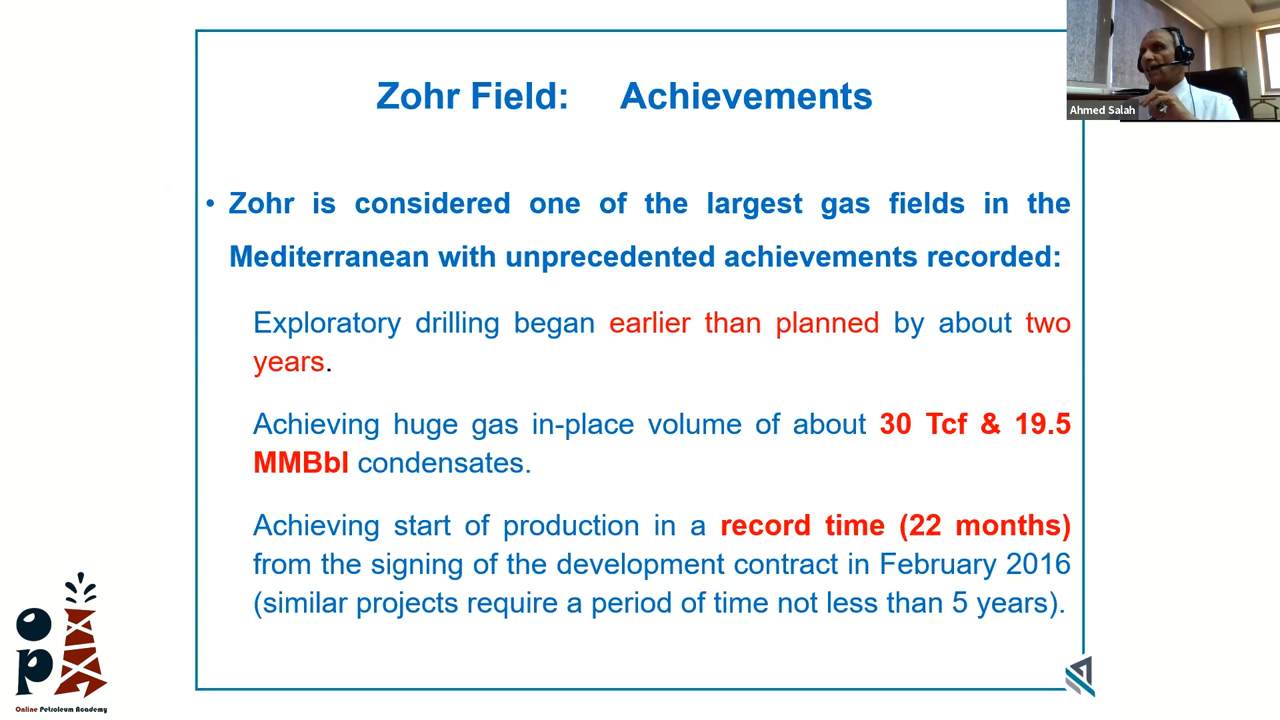 Zohr Field: Achievements
Ahmed Salah
• Zohr is considered one of the largest gas fields in the
Mediterranean with unprecedented achievements recorded:
Exploratory drilling began earlier than planned by about two
years.
Achieving huge gas in-place volume of about 30 Tcf & 19.5
MMBbl condensates.
Achieving start of production in a record time (22 months)
from the signing of the development contract in February 2016
(similar projects require a period of time not less than 5 years).
OPA
Online Petroleum Academy